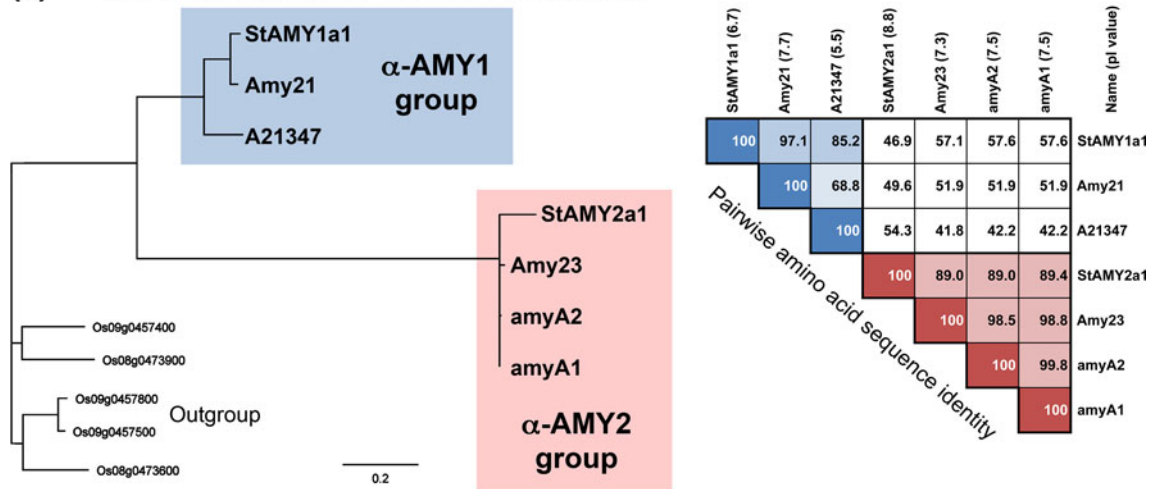 StAMY1a1
Amy21
A21347
α-AMY1
group
StAMY2a1
Amy23
amyA2
amyA1
α-AMY2
group
Os09g0457400
Os08g0473900
Os09g0457800
Os09g0457500
Os08g0473600
Outgroup
0.2
StAMY1a1 (6.7)
Amy21 (7.7)
A21347 (5.5)
StAMY2a1 (8.8)
Amy23 (7.3)
amyA2 (7.5)
amyA1 (7.5)
Name (pI value)
100 97.1 85.2 46.9 57.1 57.6 57.6 StAMY1a1
100 68.8 49.6 51.9 51.9 51.9 Amy21
100 54.3 41.8 42.2 42.2 A21347
100 89.0 89.0 89.4 StAMY2a1
100 98.5 98.8 Amy23
100 99.8 amyA2
100 amyA1
Pairwise amino acid sequence identity